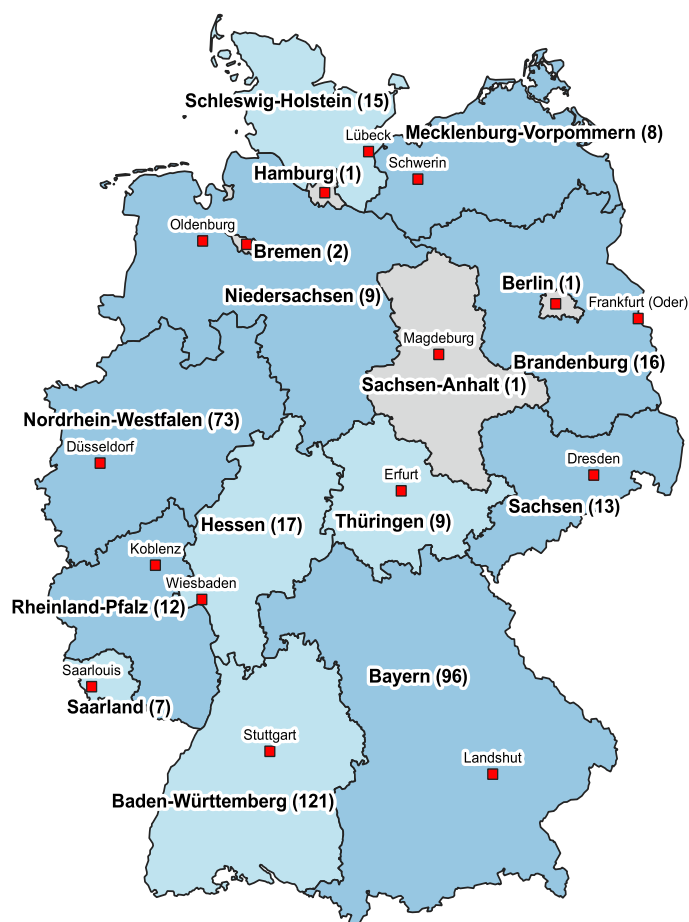 Schleswig-Holstein (15)
Lübeck
Mecklenburg-Vorpommern (8)
Schwerin
Hamburg (1)
Oldenburg
Bremen (2)
Niedersachsen (9)
Berlin (1)
Frankfurt (Oder)
Magdeburg
Brandenburg (16)
Sachsen-Anhalt (1)
Nordrhein-Westfalen (73)
Düsseldorf
Dresden
Erfurt
Sachsen (13)
Hessen (17)
Thüringen (9)
Koblenz
Wiesbaden
Rheinland-Pfalz (12)
Saarlouis
Bayern (96)
Saarland (7)
Stuttgart
Landshut
Baden-Württemberg (121)